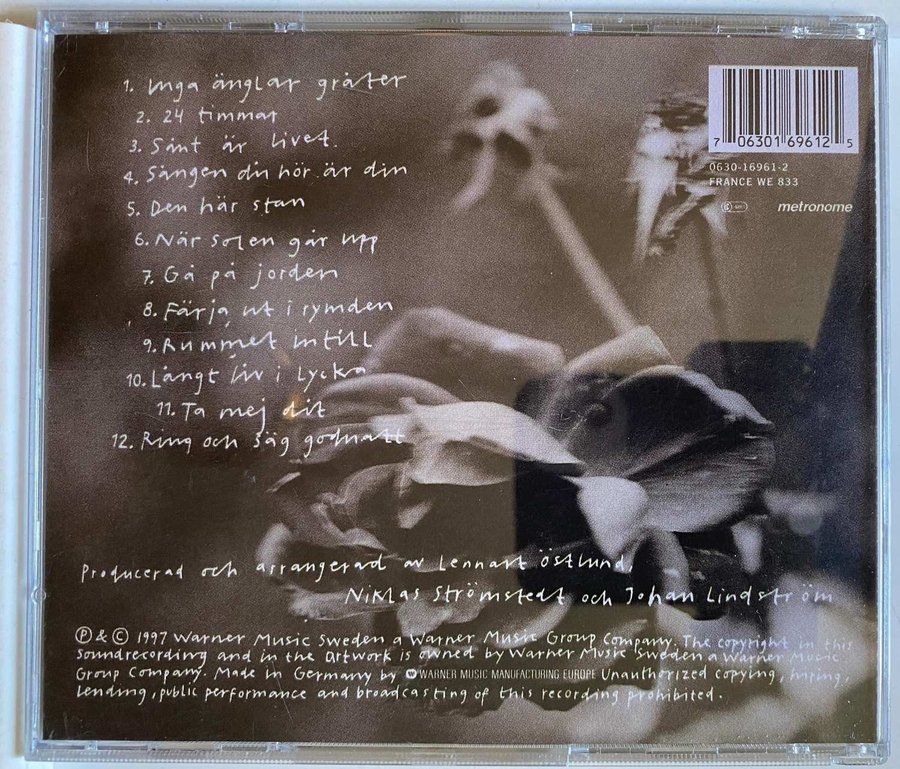 1. Inga änglar gråter
2. 24 timmar
3. Sånt är livet.
4. Sången du hör är din
5. Den här stan
6. När solen går upp
7. Gå på jorden
8. Färja ut i rymden
9. Rummet intill
10. Långt liv i lycka
11. Ta mej dit
12. Ring och säg godnatt
7 06301 69612 5
0630-16961-2
FRANCE WE 833
metronome
Producerad och arrangerad av Lennart Östlund,
Niklas Strömstedt och Johan Lindström
Ⓟ & © 1997 Warner Music Sweden a Warner Music Group Company. The copyright in this
soundrecording and in the artwork is owned by Warner Music Sweden a Warner Music
Group Company. Made in Germany by WARNER MUSIC MANUFACTURING EUROPE Unauthorized copying, hiring,
lending, public performance and broadcasting of this recording prohibited.